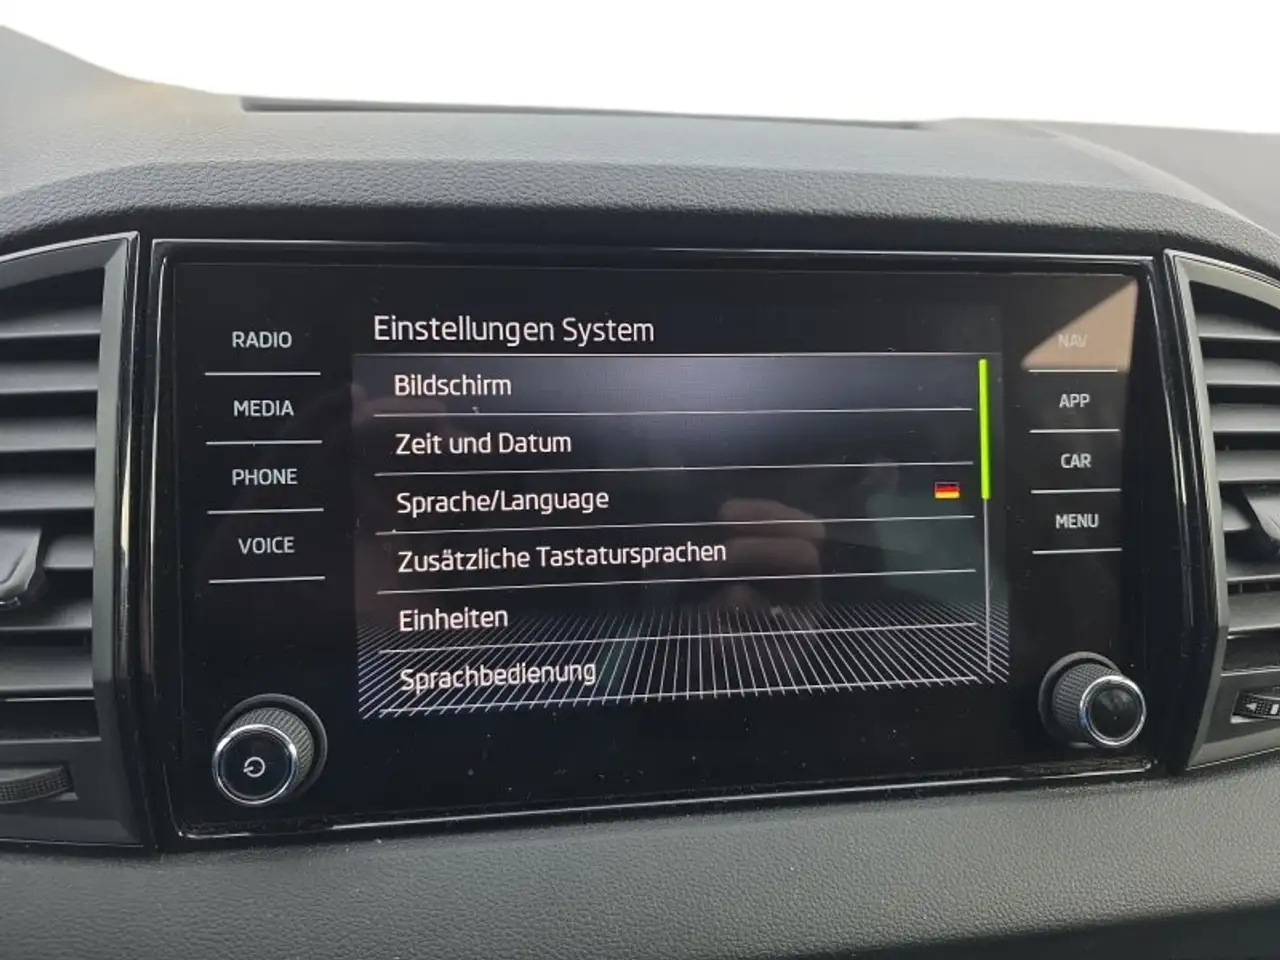 Einstellungen System
RADIO
MEDIA
PHONE
VOICE
Bildschirm
Zeit und Datum
Sprache/Language
Zusätzliche Tastatursprachen
Einheiten
Sprachbedienung
NAV
APP
CAR
MENU